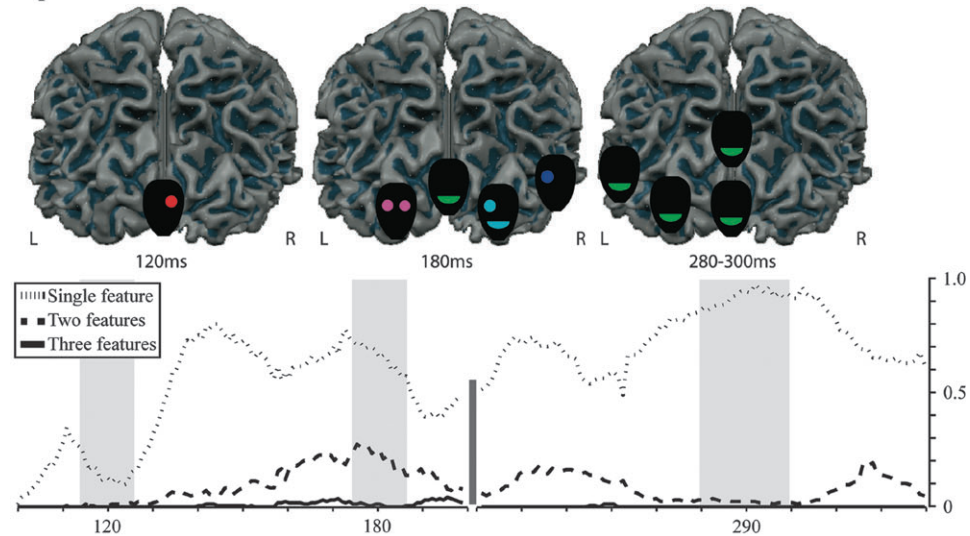 L
R
120ms
L
R
180ms
L
R
280-300ms
Single feature
Two features
Three features
1.0
0.5
0
120
180
290